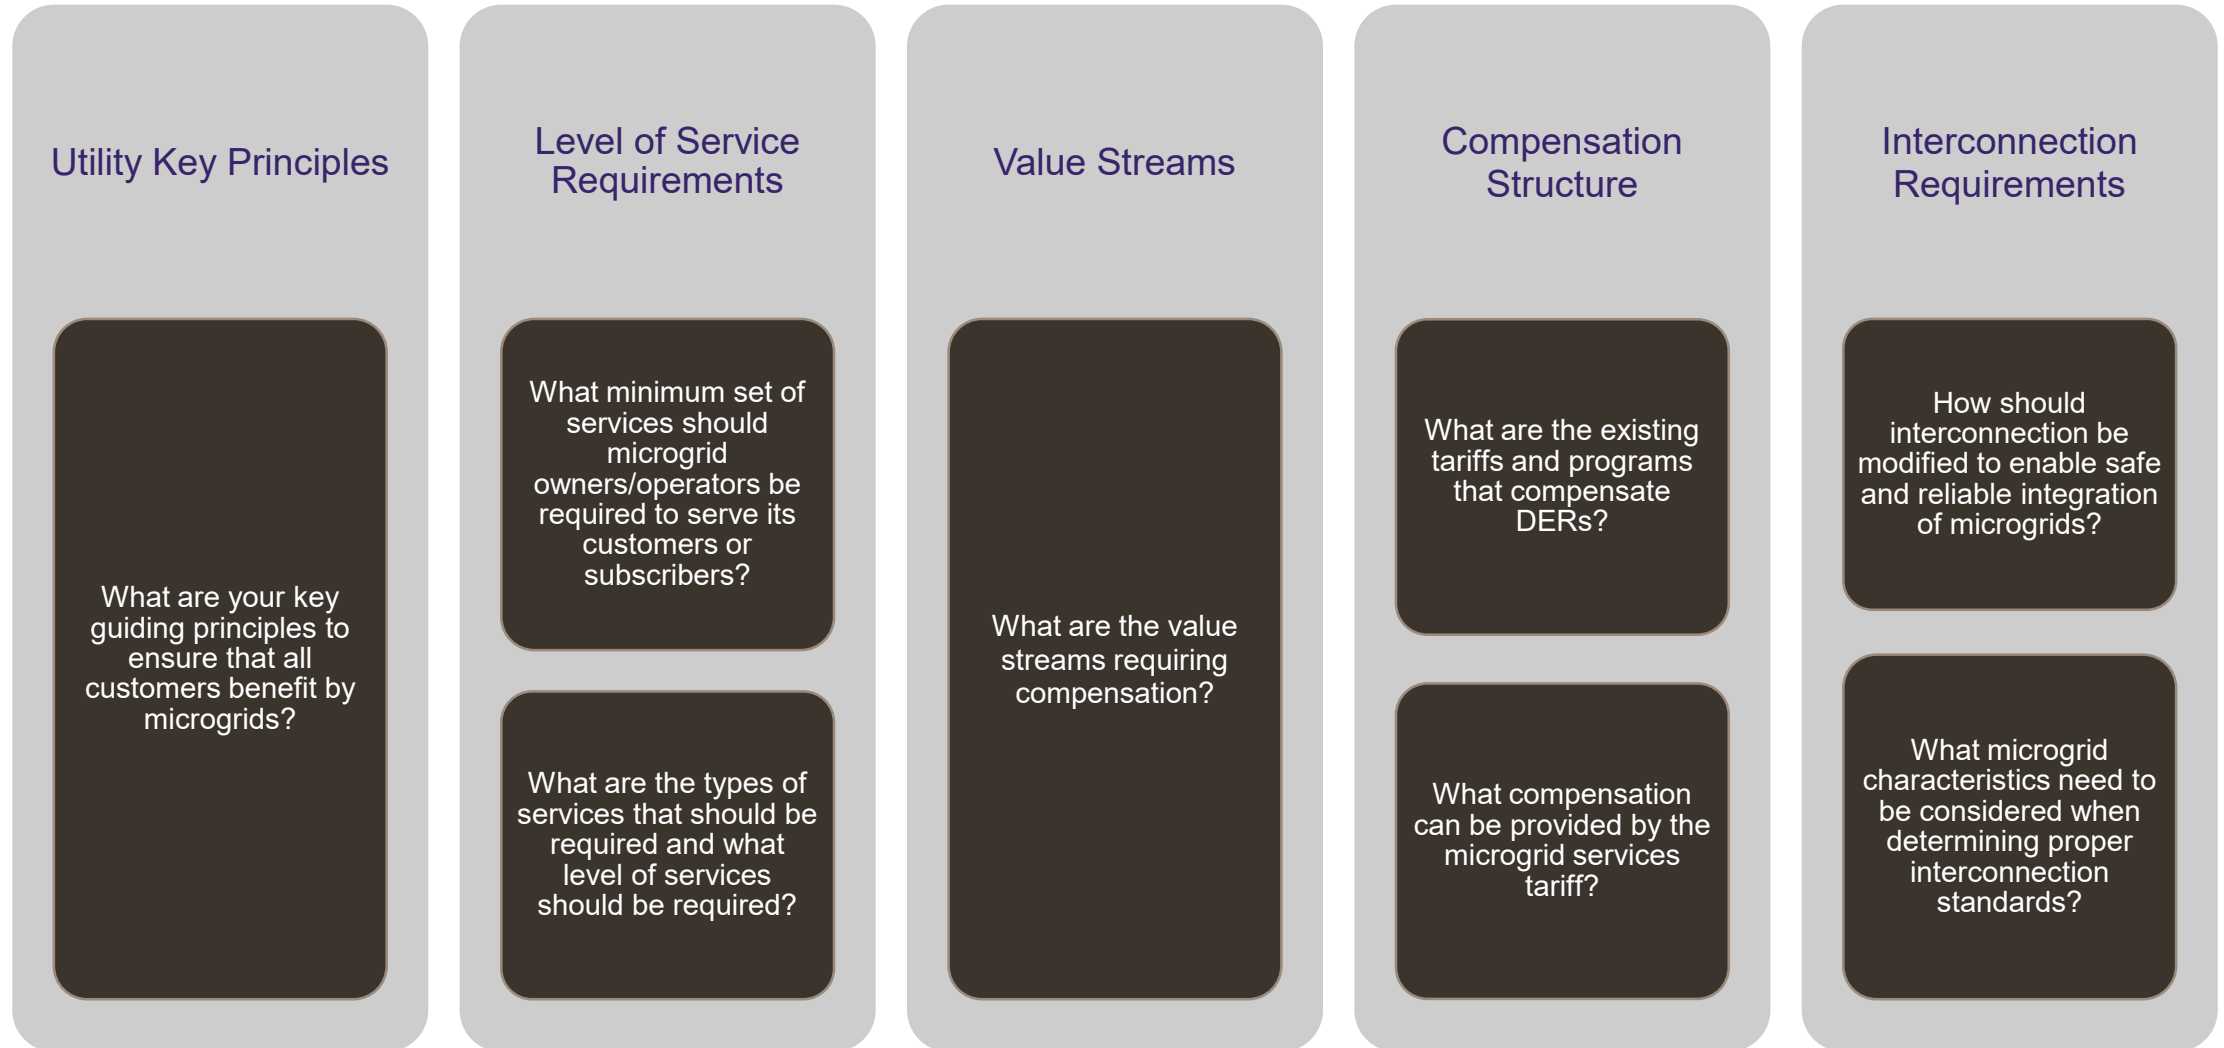 Utility Key Principles
What are your key
guiding principles to
ensure that all
customers benefit by
microgrids?
Level of Service
Requirements
What minimum set of
services should
microgrid
owners/operators be
required to serve its
customers or
subscribers?
What are the types of
services that should be
required and what
level of services
should be required?
Value Streams
What are the value
streams requiring
compensation?
Compensation
Structure
What are the existing
tariffs and programs
that compensate
DERs?
What compensation
can be provided by the
microgrid services
tariff?
Interconnection
Requirements
How should
interconnection be
modified to enable safe
and reliable integration
of microgrids?
What microgrid
characteristics need to
be considered when
determining proper
interconnection
standards?